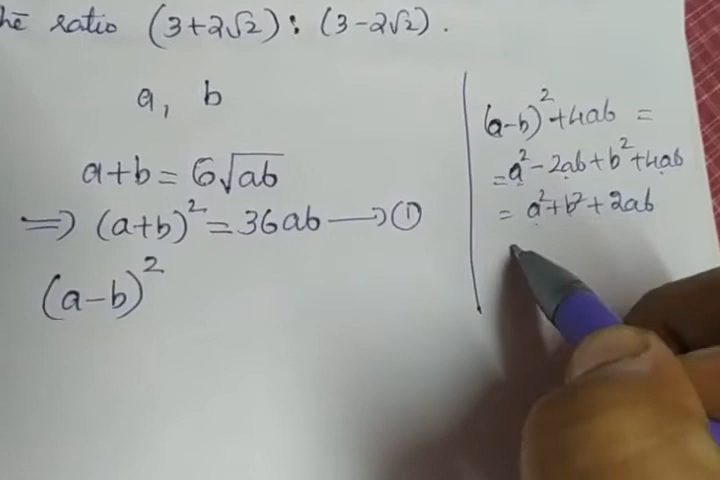 ratio (3+2√2) : (3-2√2).
a, b
a+b = 6√ab
⇒ (a+b)² = 36ab → ①
(a-b)²
(a-b)² + 4ab =
= a² - 2ab + b² + 4ab
= a² + b² + 2ab